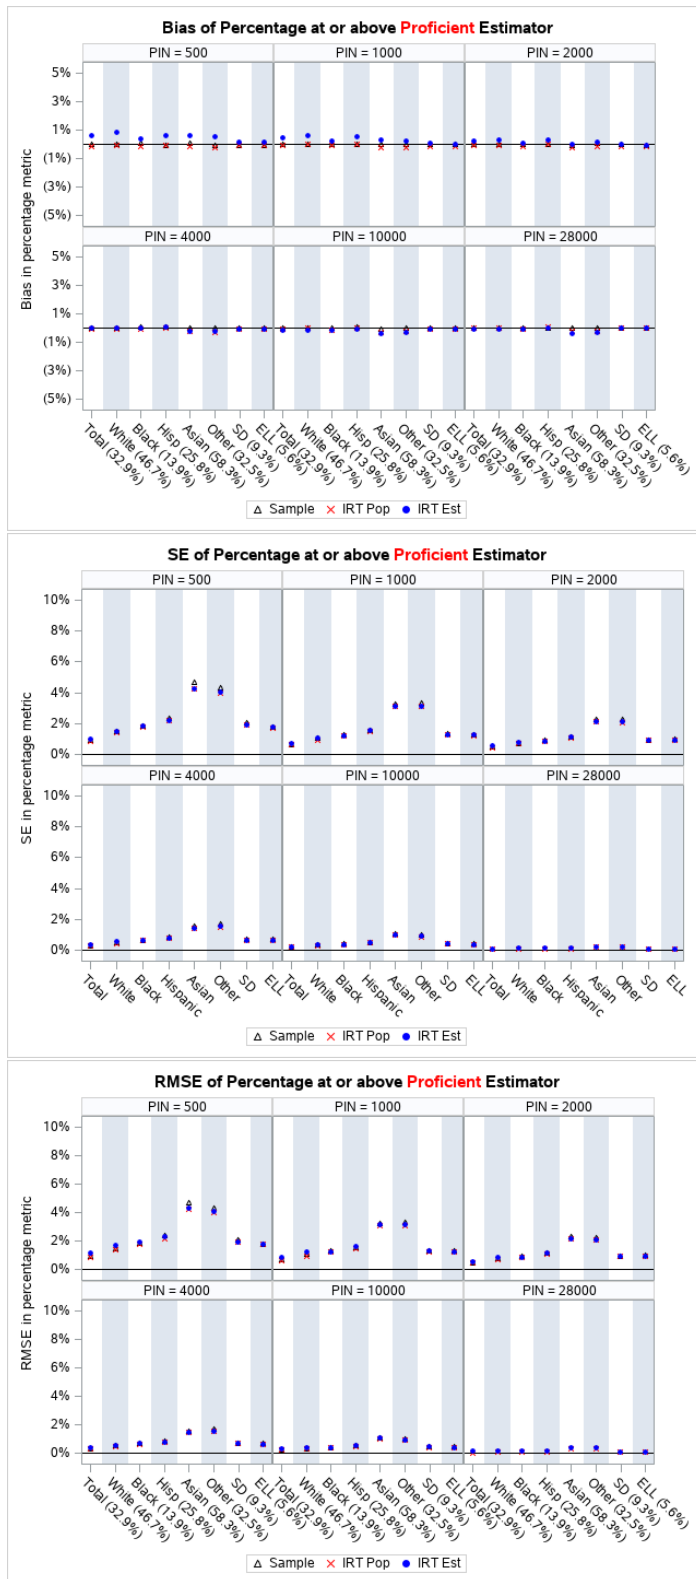 Bias of Percentage at or above Proficient Estimator
PIN = 500 PIN = 1000 PIN = 2000
5%
3%
1%
(1%)
(3%)
(5%)
PIN = 4000 PIN = 10000 PIN = 28000
5%
3%
1%
(1%)
(3%)
(5%)
Bias in percentage metric
Total (32.9%) White (46.7%) Black (13.9%) Hisp (25.8%) Asian (58.3%) Other (32.5%) SD (9.3%) ELL (5.6%) Total (32.9%) White (46.7%) Black (13.9%) Hisp (25.8%) Asian (58.3%) Other (32.5%) SD (9.3%) ELL (5.6%) Total (32.9%) White (46.7%) Black (13.9%) Hisp (25.8%) Asian (58.3%) Other (32.5%) SD (9.3%) ELL (5.6%)
Sample IRT Pop IRT Est
SE of Percentage at or above Proficient Estimator
PIN = 500 PIN = 1000 PIN = 2000
10%
8%
6%
4%
2%
0%
PIN = 4000 PIN = 10000 PIN = 28000
10%
8%
6%
4%
2%
0%
SE in percentage metric
Total White Black Hispanic Asian Other SD ELL Total White Black Hispanic Asian Other SD ELL Total White Black Hispanic Asian Other SD ELL
Sample IRT Pop IRT Est
RMSE of Percentage at or above Proficient Estimator
PIN = 500 PIN = 1000 PIN = 2000
10%
8%
6%
4%
2%
0%
PIN = 4000 PIN = 10000 PIN = 28000
10%
8%
6%
4%
2%
0%
RMSE in percentage metric
Total (32.9%) White (46.7%) Black (13.9%) Hisp (25.8%) Asian (58.3%) Other (32.5%) SD (9.3%) ELL (5.6%) Total (32.9%) White (46.7%) Black (13.9%) Hisp (25.8%) Asian (58.3%) Other (32.5%) SD (9.3%) ELL (5.6%) Total (32.9%) White (46.7%) Black (13.9%) Hisp (25.8%) Asian (58.3%) Other (32.5%) SD (9.3%) ELL (5.6%)
Sample IRT Pop IRT Est